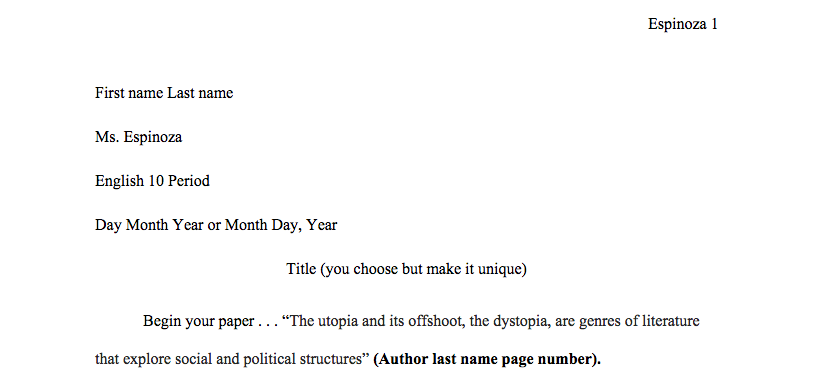 Espinoza 1
First name Last name
Ms. Espinoza
English 10 Period
Day Month Year or Month Day, Year
Title (you choose but make it unique)
Begin your paper . . . “The utopia and its offshoot, the dystopia, are genres of literature
that explore social and political structures” (Author last name page number).